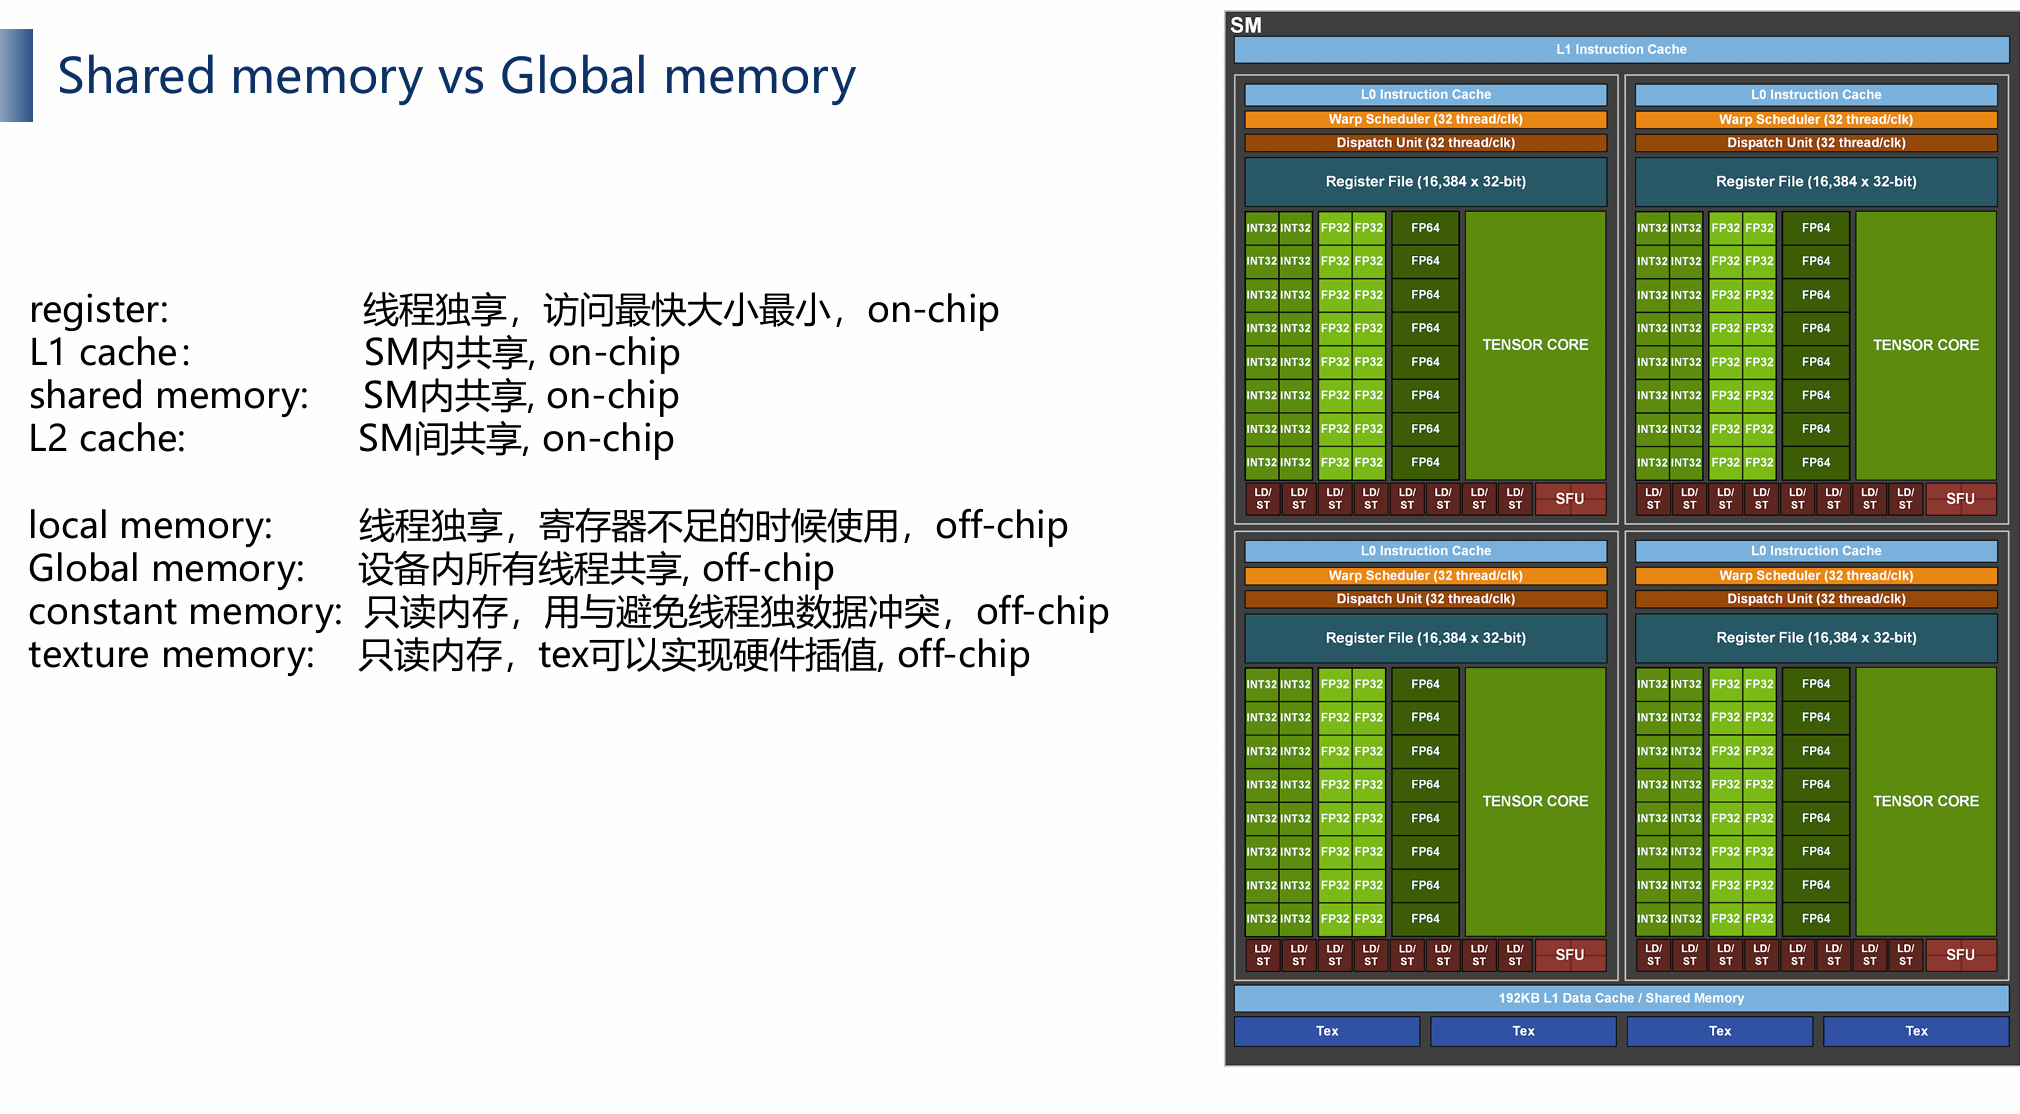 Shared memory vs Global memory
register: 线程独享，访问最快大小最小，on-chip
L1 cache： SM内共享, on-chip
shared memory: SM内共享, on-chip
L2 cache: SM间共享, on-chip
local memory: 线程独享，寄存器不足的时候使用，off-chip
Global memory: 设备内所有线程共享, off-chip
constant memory: 只读内存，用与避免线程独数据冲突，off-chip
texture memory: 只读内存，tex可以实现硬件插值, off-chip
SM
L1 Instruction Cache
L0 Instruction Cache L0 Instruction Cache
Warp Scheduler (32 thread/clk) Warp Scheduler (32 thread/clk)
Dispatch Unit (32 thread/clk) Dispatch Unit (32 thread/clk)
Register File (16,384 x 32-bit) Register File (16,384 x 32-bit)
INT32 INT32 FP32 FP32 FP64 INT32 INT32 FP32 FP32 FP64
INT32 INT32 FP32 FP32 FP64 INT32 INT32 FP32 FP32 FP64
INT32 INT32 FP32 FP32 FP64 INT32 INT32 FP32 FP32 FP64
INT32 INT32 FP32 FP32 FP64 INT32 INT32 FP32 FP32 FP64
TENSOR CORE TENSOR CORE
INT32 INT32 FP32 FP32 FP64 INT32 INT32 FP32 FP32 FP64
INT32 INT32 FP32 FP32 FP64 INT32 INT32 FP32 FP32 FP64
INT32 INT32 FP32 FP32 FP64 INT32 INT32 FP32 FP32 FP64
INT32 INT32 FP32 FP32 FP64 INT32 INT32 FP32 FP32 FP64
LD/ LD/ LD/ LD/ LD/ LD/ LD/ LD/ SFU LD/ LD/ LD/ LD/ LD/ LD/ LD/ LD/ SFU
ST ST ST ST ST ST ST ST ST ST ST ST ST ST ST ST
L0 Instruction Cache L0 Instruction Cache
Warp Scheduler (32 thread/clk) Warp Scheduler (32 thread/clk)
Dispatch Unit (32 thread/clk) Dispatch Unit (32 thread/clk)
Register File (16,384 x 32-bit) Register File (16,384 x 32-bit)
INT32 INT32 FP32 FP32 FP64 INT32 INT32 FP32 FP32 FP64
INT32 INT32 FP32 FP32 FP64 INT32 INT32 FP32 FP32 FP64
INT32 INT32 FP32 FP32 FP64 INT32 INT32 FP32 FP32 FP64
INT32 INT32 FP32 FP32 FP64 INT32 INT32 FP32 FP32 FP64
TENSOR CORE TENSOR CORE
INT32 INT32 FP32 FP32 FP64 INT32 INT32 FP32 FP32 FP64
INT32 INT32 FP32 FP32 FP64 INT32 INT32 FP32 FP32 FP64
INT32 INT32 FP32 FP32 FP64 INT32 INT32 FP32 FP32 FP64
INT32 INT32 FP32 FP32 FP64 INT32 INT32 FP32 FP32 FP64
LD/ LD/ LD/ LD/ LD/ LD/ LD/ LD/ SFU LD/ LD/ LD/ LD/ LD/ LD/ LD/ LD/ SFU
ST ST ST ST ST ST ST ST ST ST ST ST ST ST ST ST
192KB L1 Data Cache / Shared Memory
Tex Tex Tex Tex